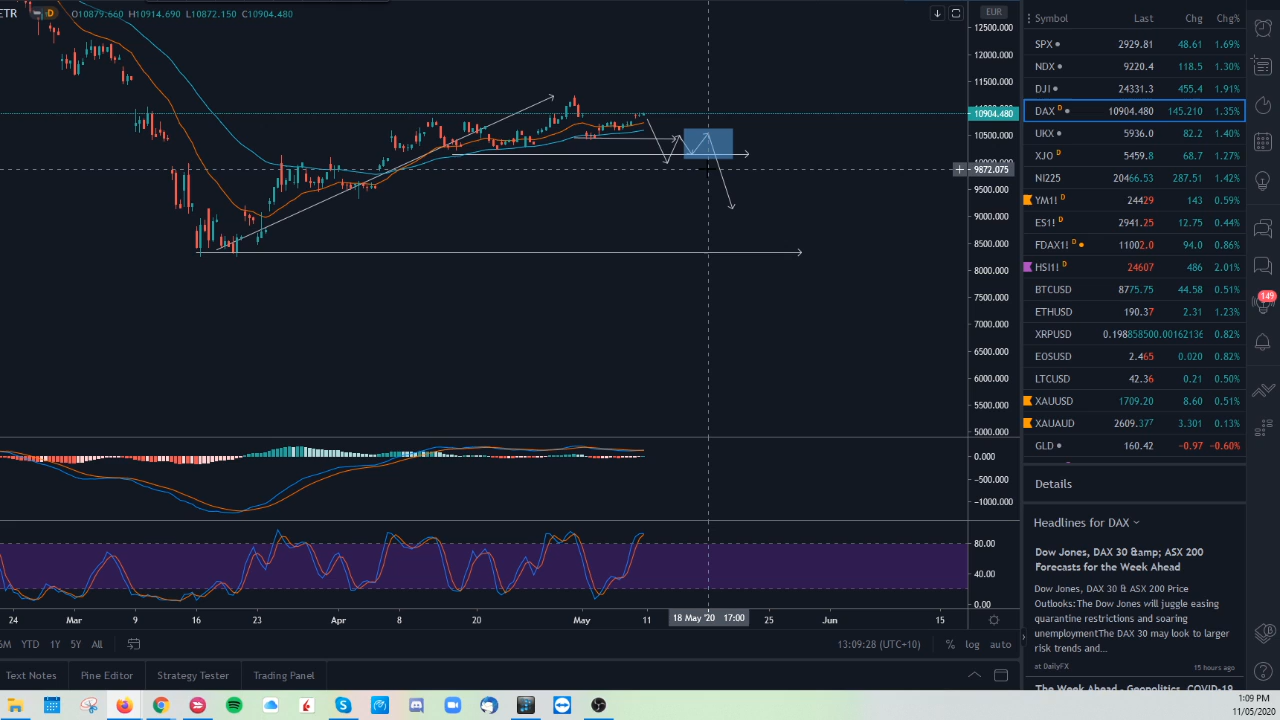 ETR D O10879.660 H10914.690 L10872.150 C10904.480
EUR
12500.000
12000.000
11500.000
10904.480
10500.000
9872.075
9500.000
9000.000
8500.000
8000.000
7500.000
7000.000
6500.000
6000.000
5500.000
5000.000
0.000
-500.000
-1000.000
80.00
40.00
0.00
24 Mar 9 16 23 Apr 8 20 May 11 18 May '20 17:00 25 Jun 15
6M YTD 1Y 5Y All 13:09:28 (UTC+10) % log auto
Text Notes Pine Editor Strategy Tester Trading Panel
Symbol Last Chg Chg%
SPX 2929.81 48.61 1.69%
NDX 9220.4 118.5 1.30%
DJI 24331.3 455.4 1.91%
DAX D 10904.480 145.210 1.35%
UKX 5936.0 82.2 1.40%
XJO D 5459.8 68.7 1.27%
NI225 20466.53 287.51 1.42%
YM1! D 24429 143 0.59%
ES1! D 2941.25 12.75 0.44%
FDAX1! D 11002.0 94.0 0.86%
HSI1! D 24607 486 2.01%
BTCUSD 8775.75 44.58 0.51%
ETHUSD 190.37 2.31 1.23%
XRPUSD 0.198858500.00162136 0.82%
EOSUSD 2.465 0.020 0.82%
LTCUSD 42.36 0.21 0.50%
XAUUSD 1709.20 8.60 0.51%
XAUAUD 2609.377 3.301 0.13%
GLD 160.42 -0.97 -0.60%
149
Details
Headlines for DAX
Dow Jones, DAX 30 &amp; ASX 200
Forecasts for the Week Ahead
Dow Jones, DAX 30 & ASX 200 Price
Outlooks:The Dow Jones will juggle easing
quarantine restrictions and soaring
unemploymentThe DAX 30 may look to larger
risk trends and...
at DailyFX 15 hours ago
The Week Ahead - Geopolitics, COVID-19,
1:09 PM
11/05/2020